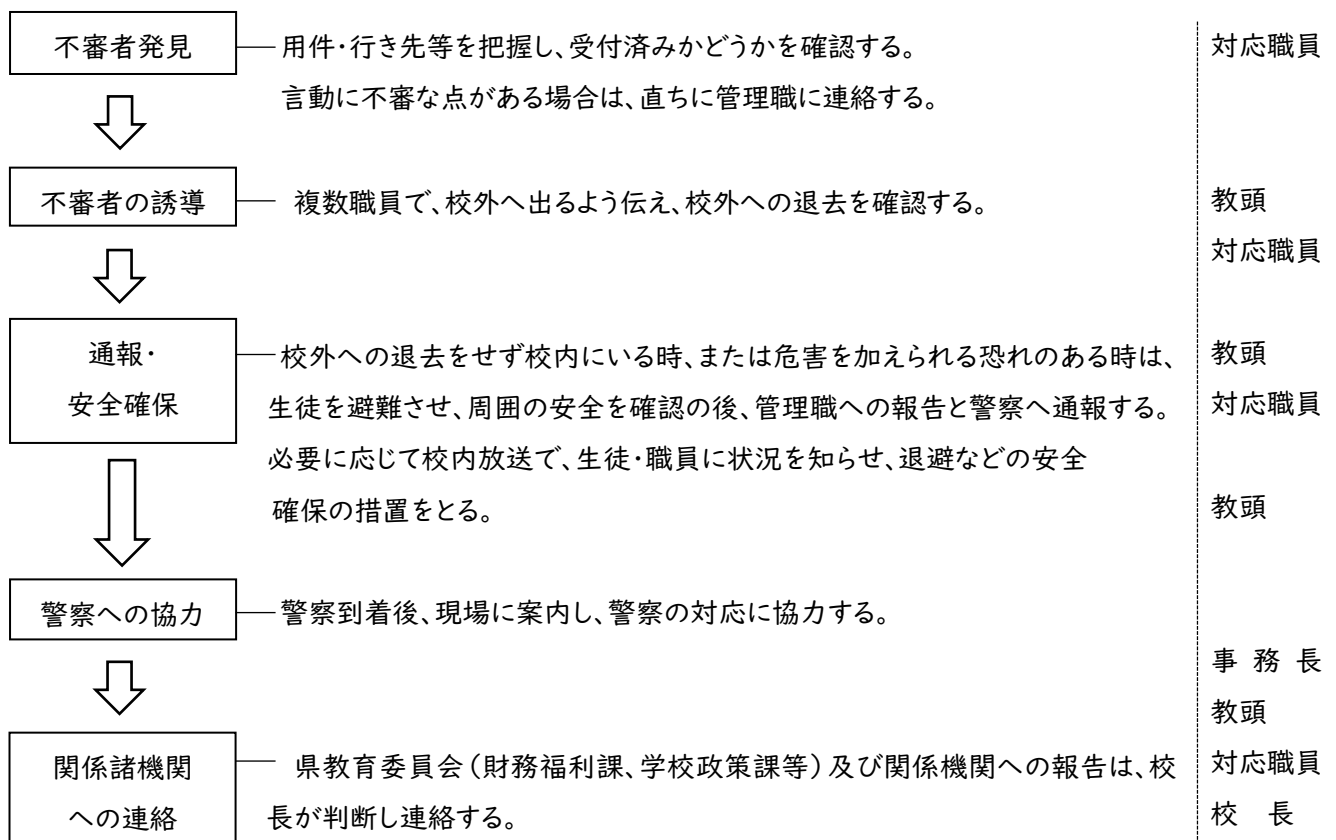 不審者発見
用件・行き先等を把握し、受付済みかどうかを確認する。
対応職員
言動に不審な点がある場合は、直ちに管理職に連絡する。
不審者の誘導
複数職員で、校外へ出るよう伝え、校外への退去を確認する。
教頭
対応職員
通報・
安全確保
校外への退去をせず校内にいる時、または危害を加えられる恐れのある時は、
教頭
生徒を避難させ、周囲の安全を確認の後、管理職への報告と警察へ通報する。
対応職員
必要に応じて校内放送で、生徒・職員に状況を知らせ、退避などの安全
確保の措置をとる。
教頭
警察への協力
警察到着後、現場に案内し、警察の対応に協力する。
事 務 長
教頭
関係諸機関
への連絡
県教育委員会（財務福利課、学校政策課等）及び関係機関への報告は、校
対応職員
長が判断し連絡する。
校　長